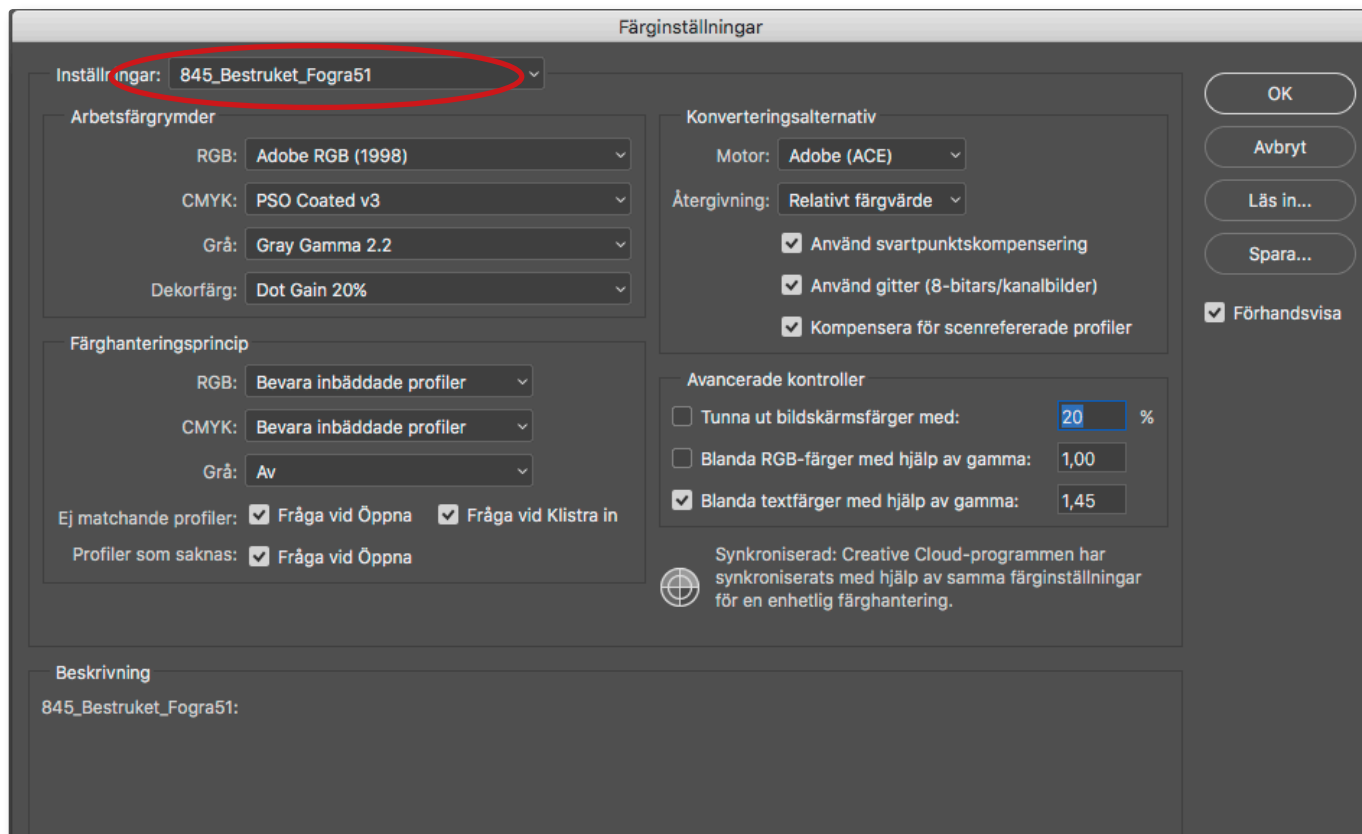 Färginställningar
Inställningar: 845_Bestruket_Fogra51
Arbetsfärgrymder
RGB: Adobe RGB (1998)
CMYK: PSO Coated v3
Grå: Gray Gamma 2.2
Dekorfärg: Dot Gain 20%
Färghanteringsprincip
RGB: Bevara inbäddade profiler
CMYK: Bevara inbäddade profiler
Grå: Av
Ej matchande profiler: Fråga vid Öppna Fråga vid Klistra in
Profiler som saknas: Fråga vid Öppna
Konverteringsalternativ
Motor: Adobe (ACE)
Återgivning: Relativt färgvärde
Använd svartpunktskompensering
Använd gitter (8-bitars/kanalbilder)
Kompensera för scenrefererade profiler
Avancerade kontroller
Tunna ut bildskärmsfärger med: 20 %
Blanda RGB-färger med hjälp av gamma: 1,00
Blanda textfärger med hjälp av gamma: 1,45
Synkroniserad: Creative Cloud-programmen har
synkroniserats med hjälp av samma färginställningar
för en enhetlig färghantering.
OK
Avbryt
Läs in...
Spara...
Förhandsvisa
Beskrivning
845_Bestruket_Fogra51: